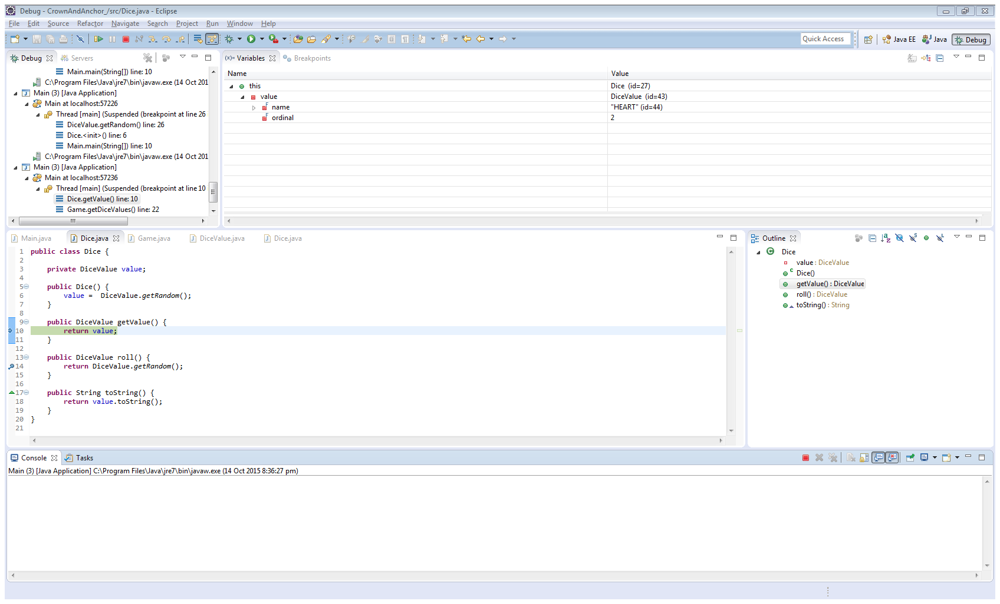 Debug - CrownAndAnchor_/src/Dice.java - Eclipse
File Edit Source Refactor Navigate Search Project Run Window Help
Quick Access Java EE Java Debug
Debug Servers
Main.main(String[]) line: 10
C:\Program Files\Java\jre7\bin\javaw.exe (14 Oct 201
Main (3) [Java Application]
Main at localhost:57226
Thread [main] (Suspended (breakpoint at line 26
DiceValue.getRandom() line: 26
Dice.<init>() line: 6
Main.main(String[]) line: 10
C:\Program Files\Java\jre7\bin\javaw.exe (14 Oct 201
Main (3) [Java Application]
Main at localhost:57236
Thread [main] (Suspended (breakpoint at line 10
Dice.getValue() line: 10
Game.getDiceValues() line: 22
(x)= Variables Breakpoints
Name Value
this Dice (id=27)
value DiceValue (id=43)
name "HEART" (id=44)
ordinal 2
Main.java Dice.java Game.java DiceValue.java Dice.java
1 public class Dice {
2
3 private DiceValue value;
4
5 public Dice() {
6 value =  DiceValue.getRandom();
7 }
8
9 public DiceValue getValue() {
10 return value;
11 }
12
13 public DiceValue roll() {
14 return DiceValue.getRandom();
15 }
16
17 public String toString() {
18 return value.toString();
19 }
20 }
21
Outline
Dice
value : DiceValue
Dice()
getValue() : DiceValue
roll() : DiceValue
toString() : String
Console Tasks
Main (3) [Java Application] C:\Program Files\Java\jre7\bin\javaw.exe (14 Oct 2015 8:36:27 pm)